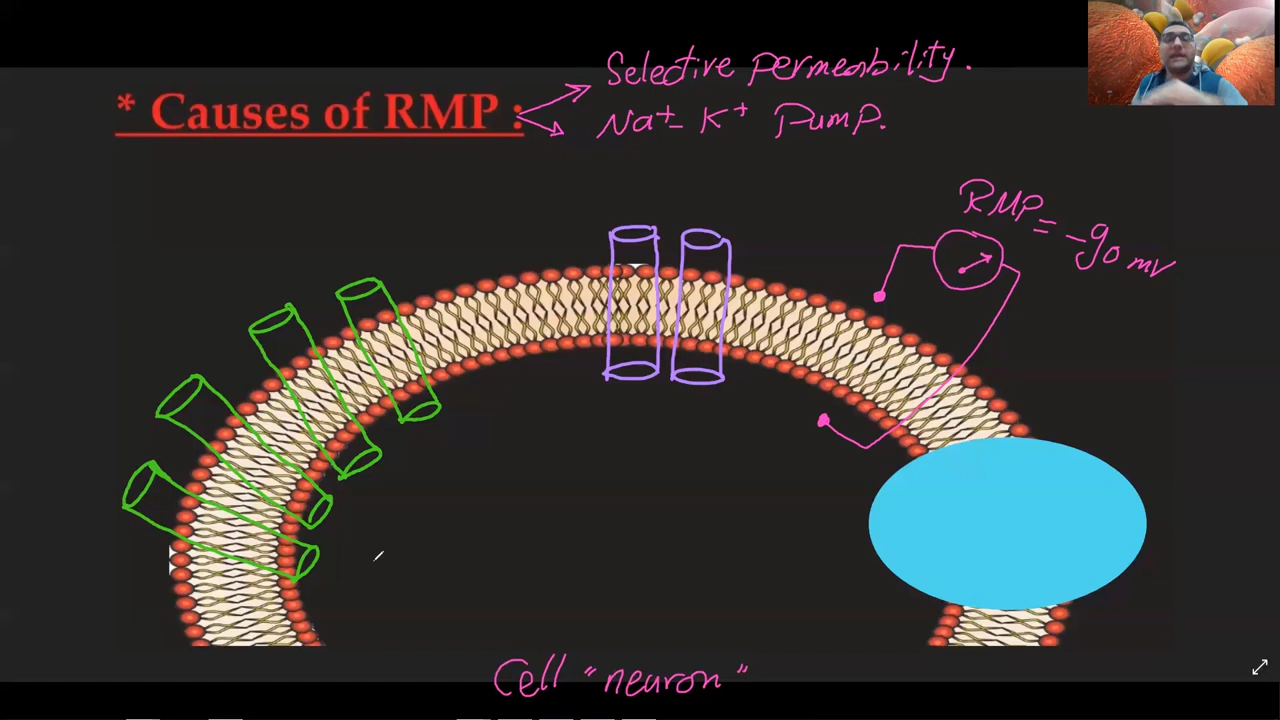 Selective permeability.
* Causes of RMP :
Na+- K+ Pump.
RMP = -90 mv
Cell "neuron"